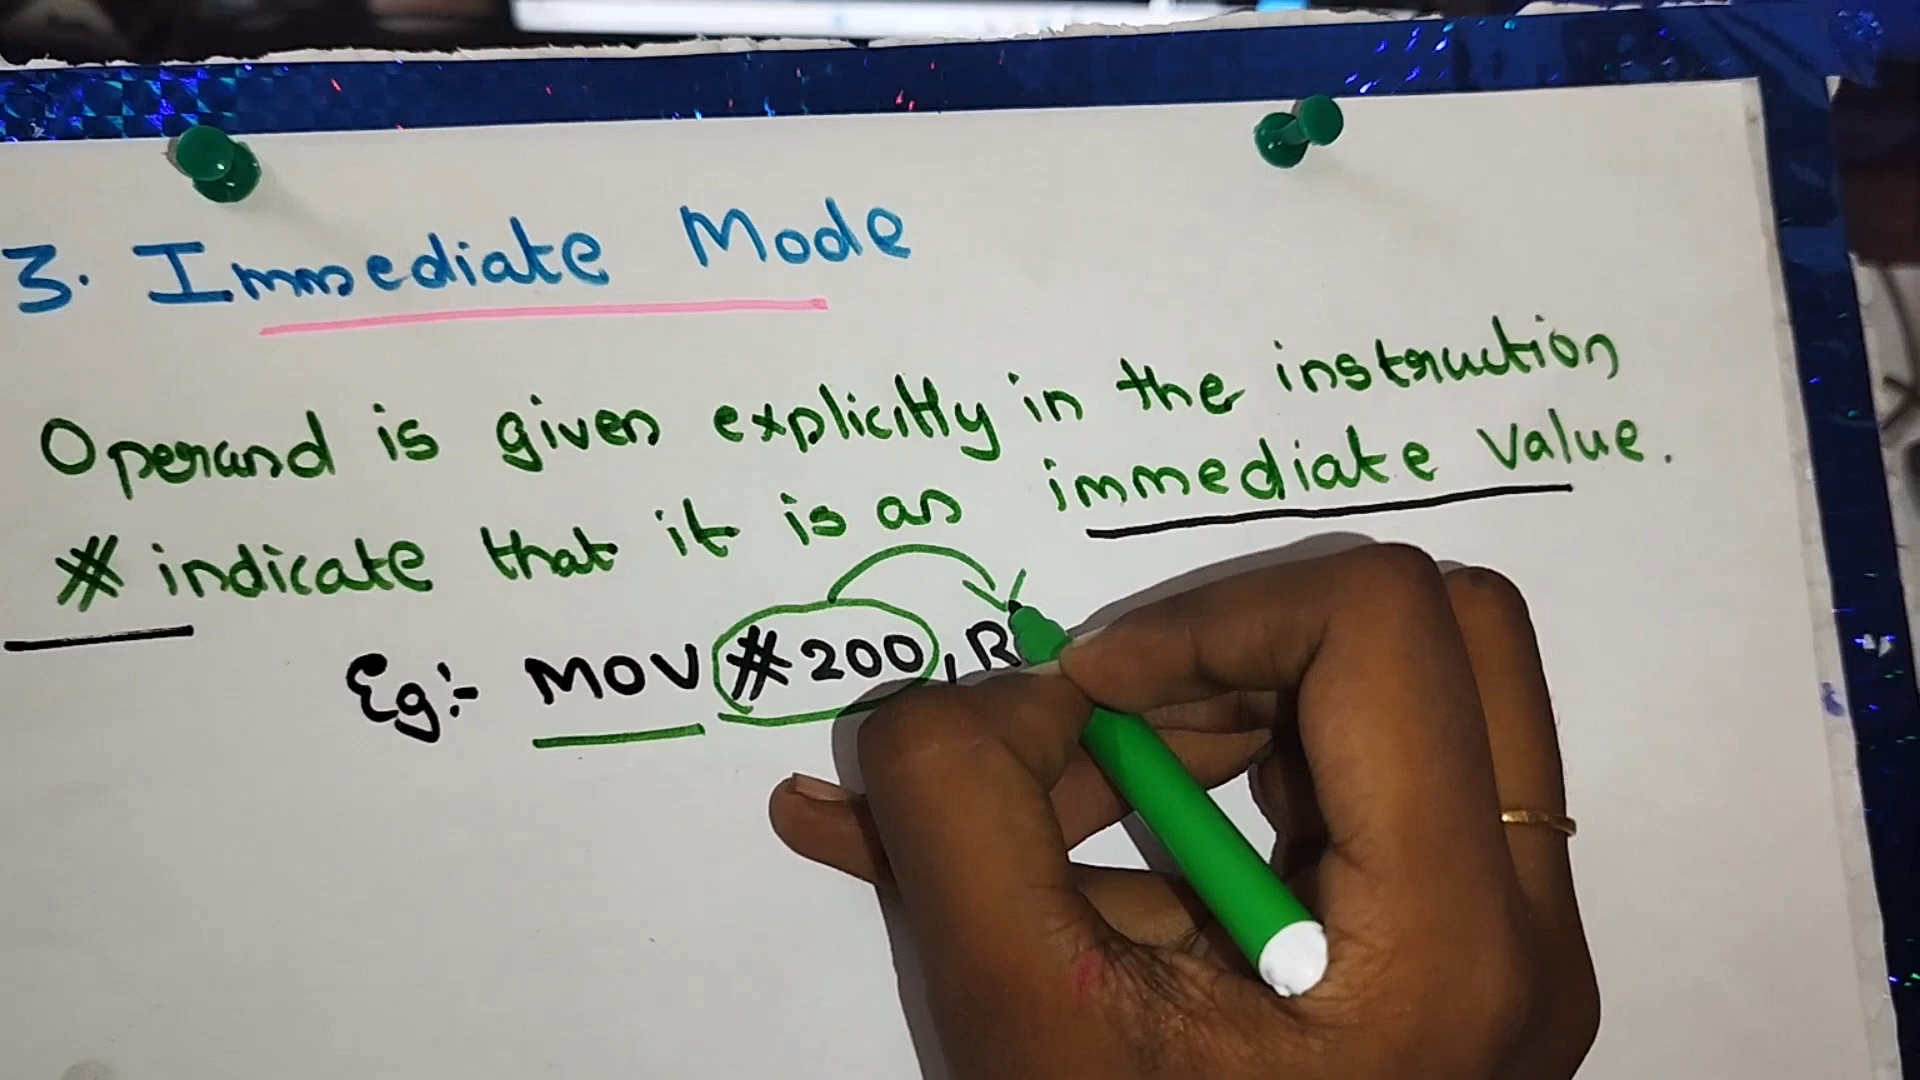 3. Immediate Mode
Operand is given explicitly in the instruction
# indicate that it is an immediate value.
Eg:- MOV #200, R